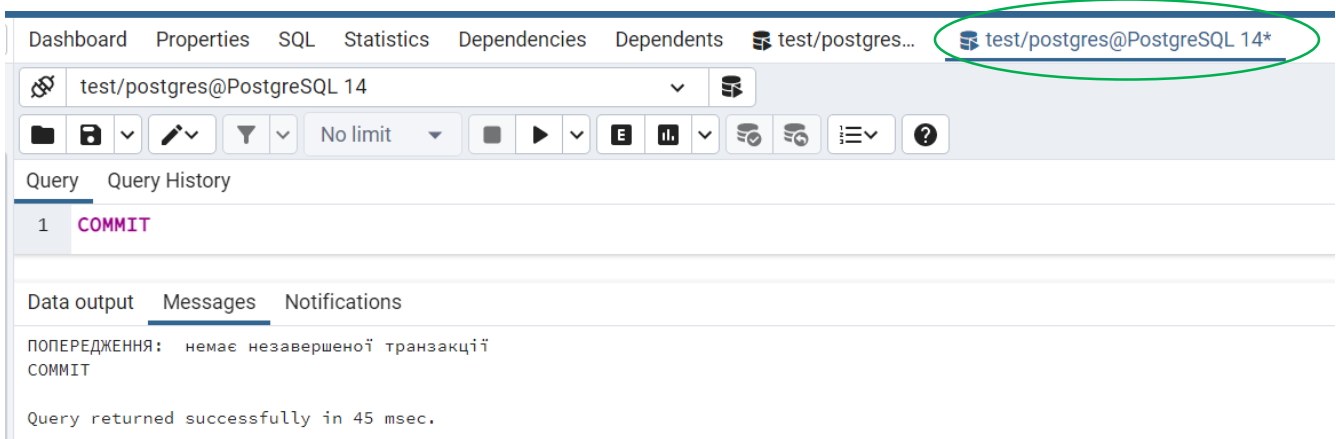 Dashboard Properties SQL Statistics Dependencies Dependents test/postgres... test/postgres@PostgreSQL 14*
test/postgres@PostgreSQL 14
No limit E
Query Query History
1 COMMIT
Data output Messages Notifications
ПОПЕРЕДЖЕННЯ: немає незавершеної транзакції
COMMIT
Query returned successfully in 45 msec.